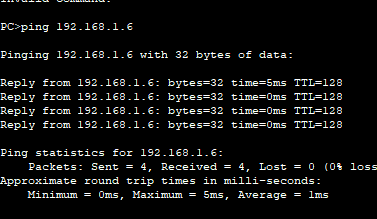 Invalid Command.
PC>ping 192.168.1.6
Pinging 192.168.1.6 with 32 bytes of data:
Reply from 192.168.1.6: bytes=32 time=5ms TTL=128
Reply from 192.168.1.6: bytes=32 time=0ms TTL=128
Reply from 192.168.1.6: bytes=32 time=0ms TTL=128
Reply from 192.168.1.6: bytes=32 time=0ms TTL=128
Ping statistics for 192.168.1.6:
Packets: Sent = 4, Received = 4, Lost = 0 (0% loss
Approximate round trip times in milli-seconds:
Minimum = 0ms, Maximum = 5ms, Average = 1ms